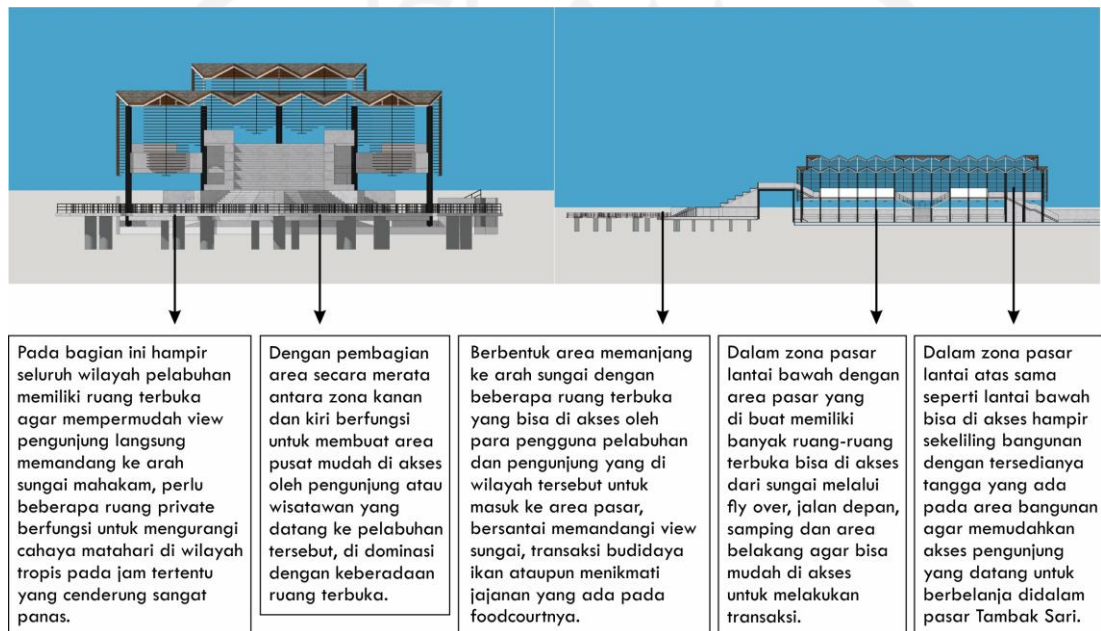 Pada bagian ini hampir
seluruh wilayah pelabuhan
memiliki ruang terbuka
agar mempermudah view
pengunjung langsung
memandang ke arah
sungai mahakam, perlu
beberapa ruang private
berfungsi untuk mengurangi
cahaya matahari di wilayah
tropis pada jam tertentu
yang cenderung sangat
panas.
Dengan pembagian
area secara merata
antara zona kanan
dan kiri berfungsi
untuk membuat area
pusat mudah di akses
oleh pengunjung atau
wisatawan yang
datang ke pelabuhan
tersebut, di dominasi
dengan keberadaan
ruang terbuka.
Berbentuk area memanjang
ke arah sungai dengan
beberapa ruang terbuka
yang bisa di akses oleh
para pengguna pelabuhan
dan pengunjung yang di
wilayah tersebut untuk
masuk ke area pasar,
bersantai memandangi view
sungai, transaksi budidaya
ikan ataupun menikmati
jajanan yang ada pada
foodcourtnya.
Dalam zona pasar
lantai bawah dengan
area pasar yang
di buat memiliki
banyak ruang-ruang
terbuka bisa di akses
dari sungai melalui
fly over, jalan depan,
samping dan area
belakang agar bisa
mudah di akses
untuk melakukan
transaksi.
Dalam zona pasar
lantai atas sama
seperti lantai bawah
bisa di akses hampir
sekeliling bangunan
dengan tersedianya
tangga yang ada
pada area bangunan
agar memudahkan
akses pengunjung
yang datang untuk
berbelanja didalam
pasar Tambak Sari.